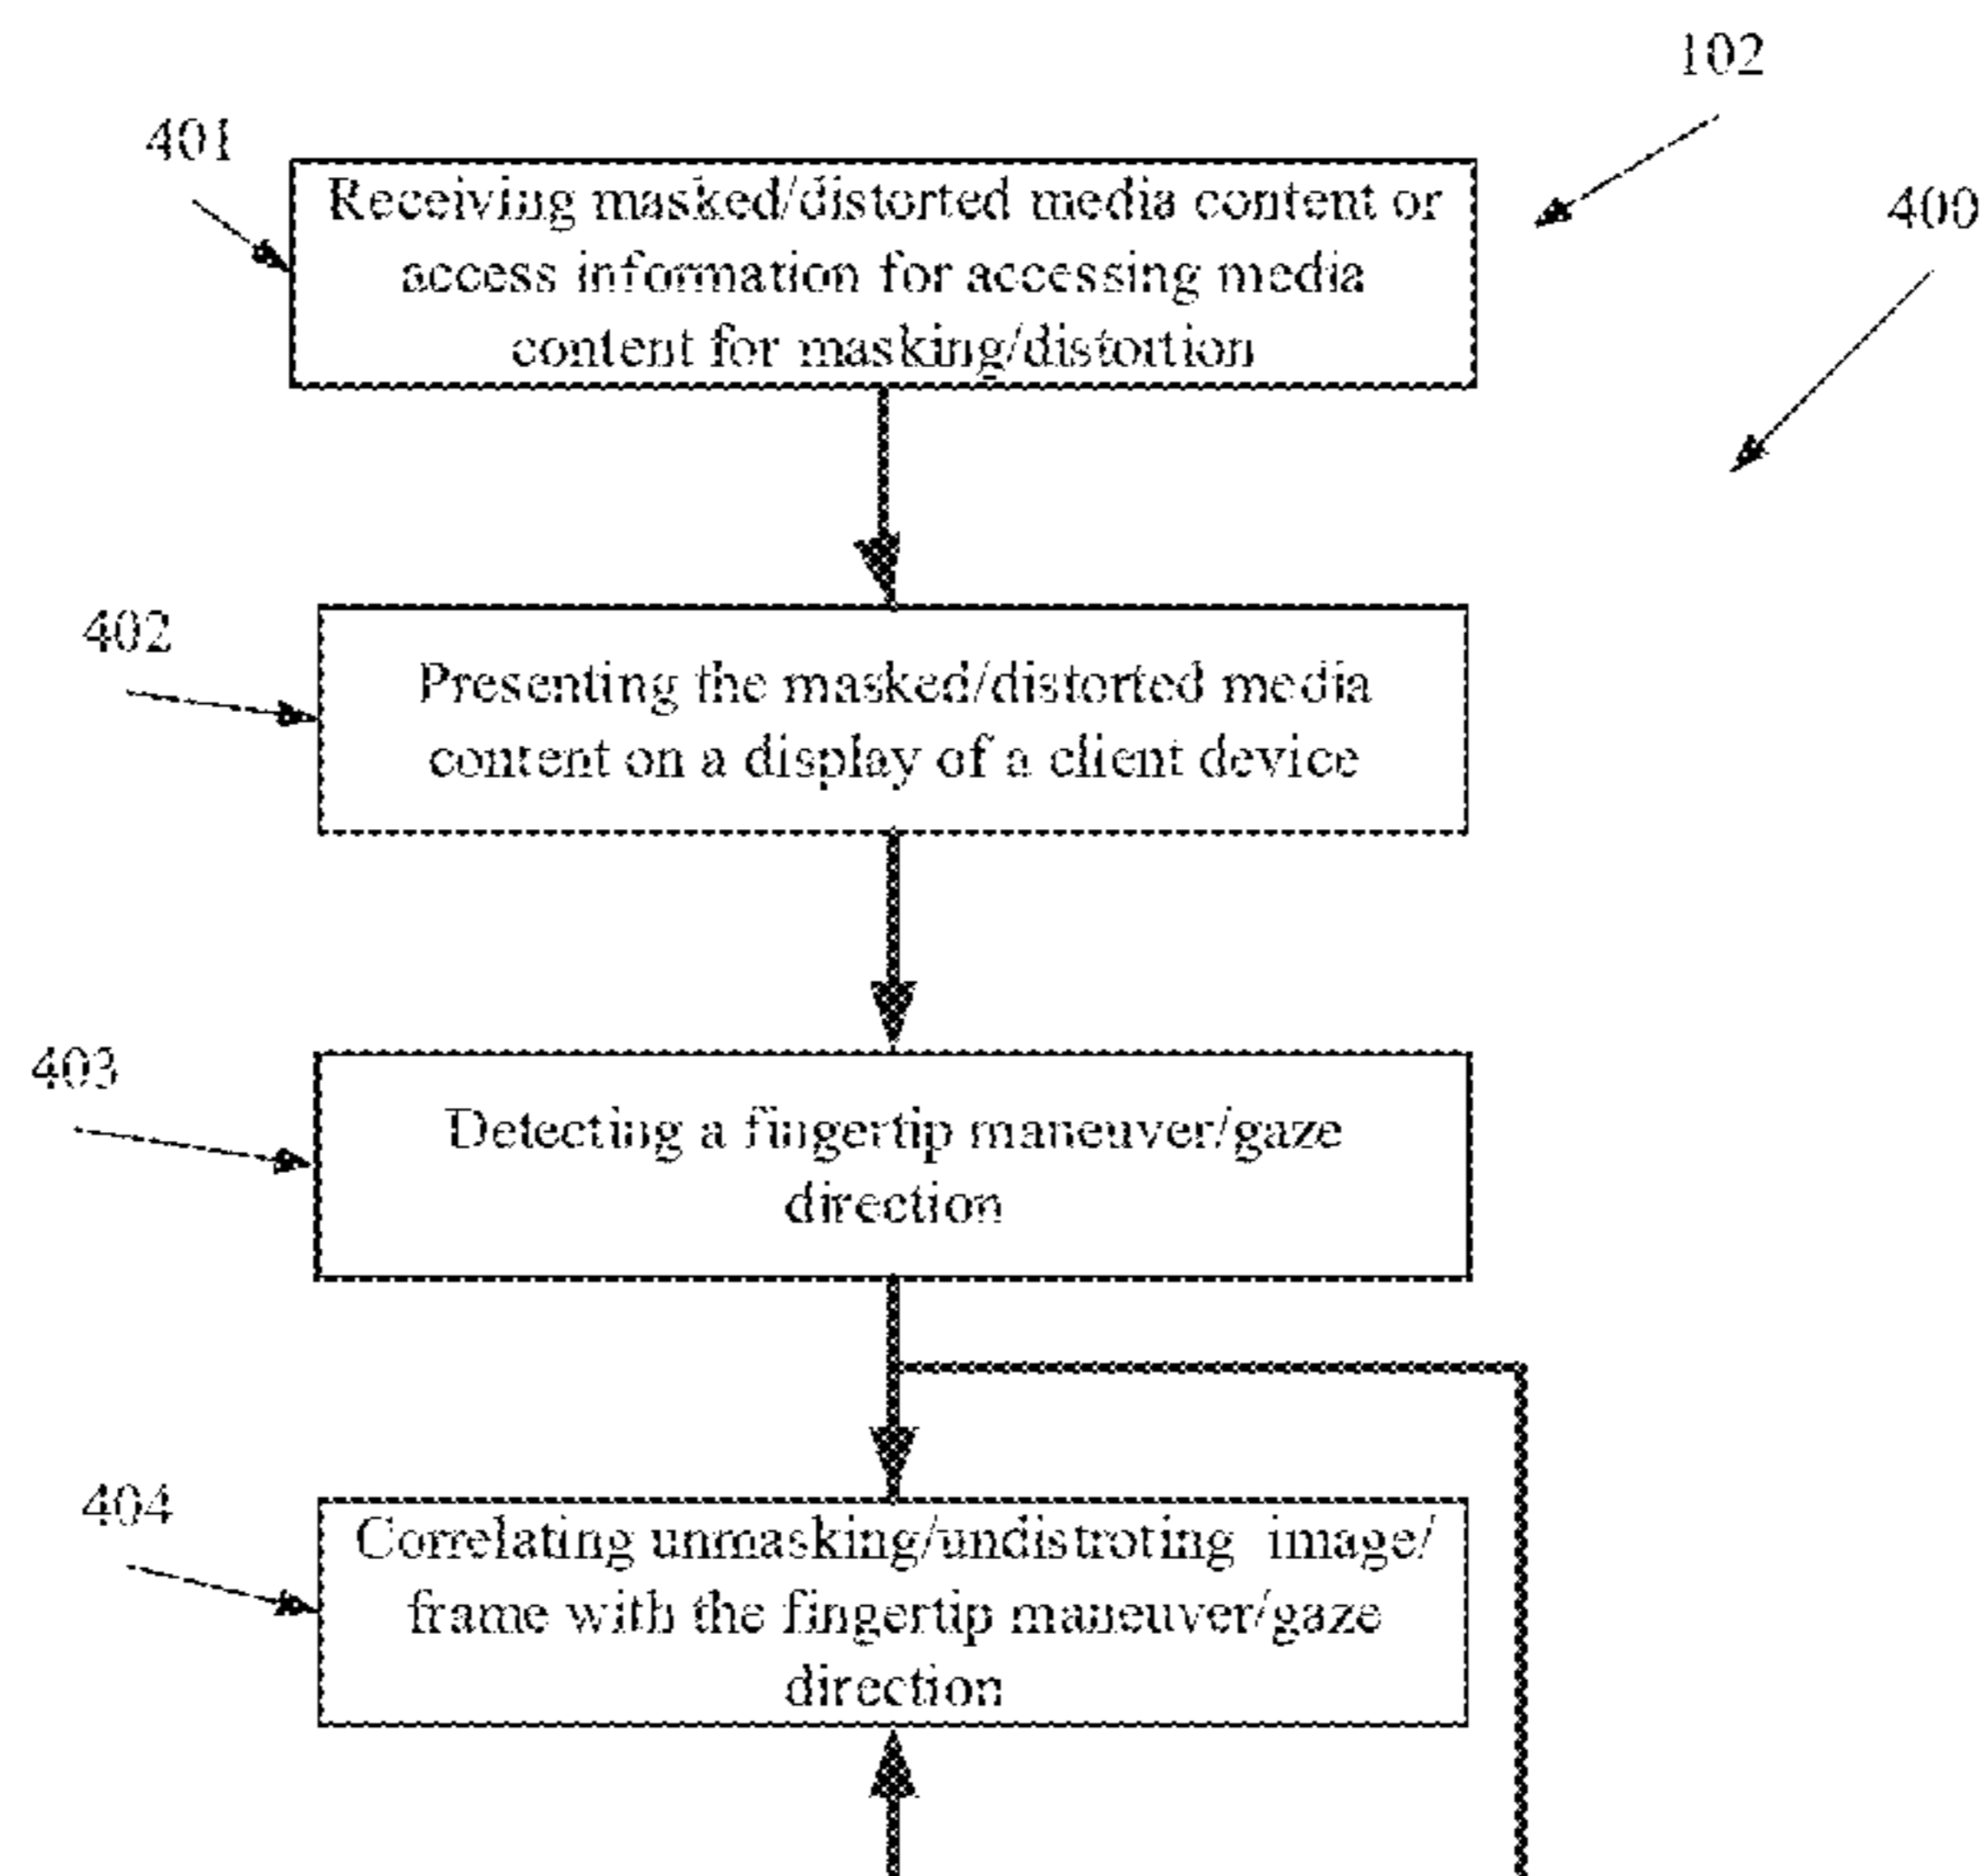 102
401
Receiving masked/distorted media content or
access information for accessing media
content for masking/distortion
400
402
Presenting the masked/distorted media
content on a display of a client device
403
Detecting a fingertip maneuver/gaze
direction
404
Correlating unmasking/undistroting image/
frame with the fingertip maneuver/gaze
direction